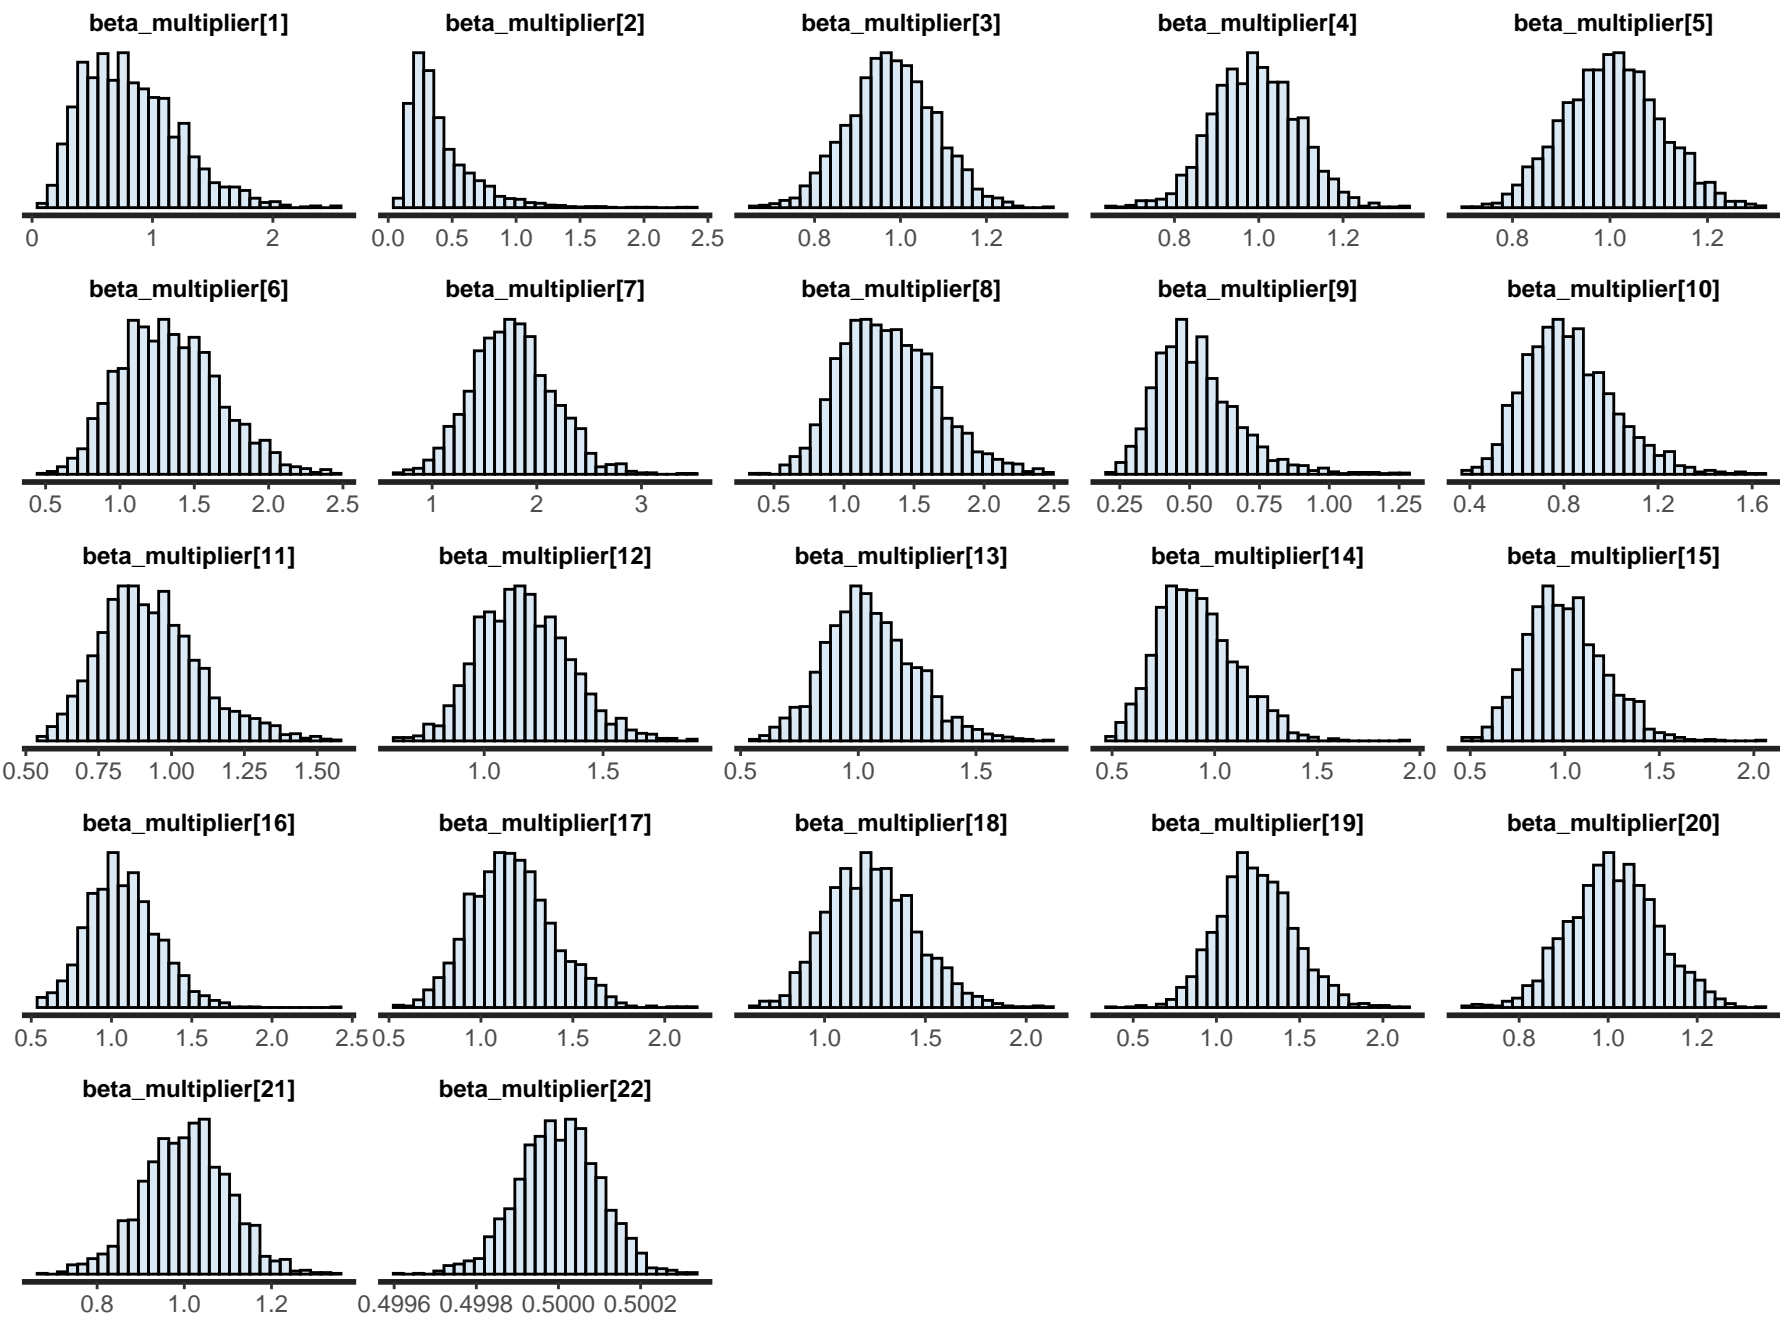 beta_multiplier[1] beta_multiplier[2] beta_multiplier[3] beta_multiplier[4] beta_multiplier[5]
0 1 2 0.0 0.5 1.0 1.5 2.0 2.5 0.8 1.0 1.2 0.8 1.0 1.2 0.8 1.0 1.2
beta_multiplier[6] beta_multiplier[7] beta_multiplier[8] beta_multiplier[9] beta_multiplier[10]
0.5 1.0 1.5 2.0 2.5 1 2 3 0.5 1.0 1.5 2.0 2.5 0.25 0.50 0.75 1.00 1.25 0.4 0.8 1.2 1.6
beta_multiplier[11] beta_multiplier[12] beta_multiplier[13] beta_multiplier[14] beta_multiplier[15]
0.50 0.75 1.00 1.25 1.50 1.0 1.5 0.5 1.0 1.5 0.5 1.0 1.5 2.0 0.5 1.0 1.5 2.0
beta_multiplier[16] beta_multiplier[17] beta_multiplier[18] beta_multiplier[19] beta_multiplier[20]
0.5 1.0 1.5 2.0 2.5 0.5 1.0 1.5 2.0 1.0 1.5 2.0 0.5 1.0 1.5 2.0 0.8 1.0 1.2
beta_multiplier[21] beta_multiplier[22]
0.8 1.0 1.2 0.4996 0.4998 0.5000 0.5002